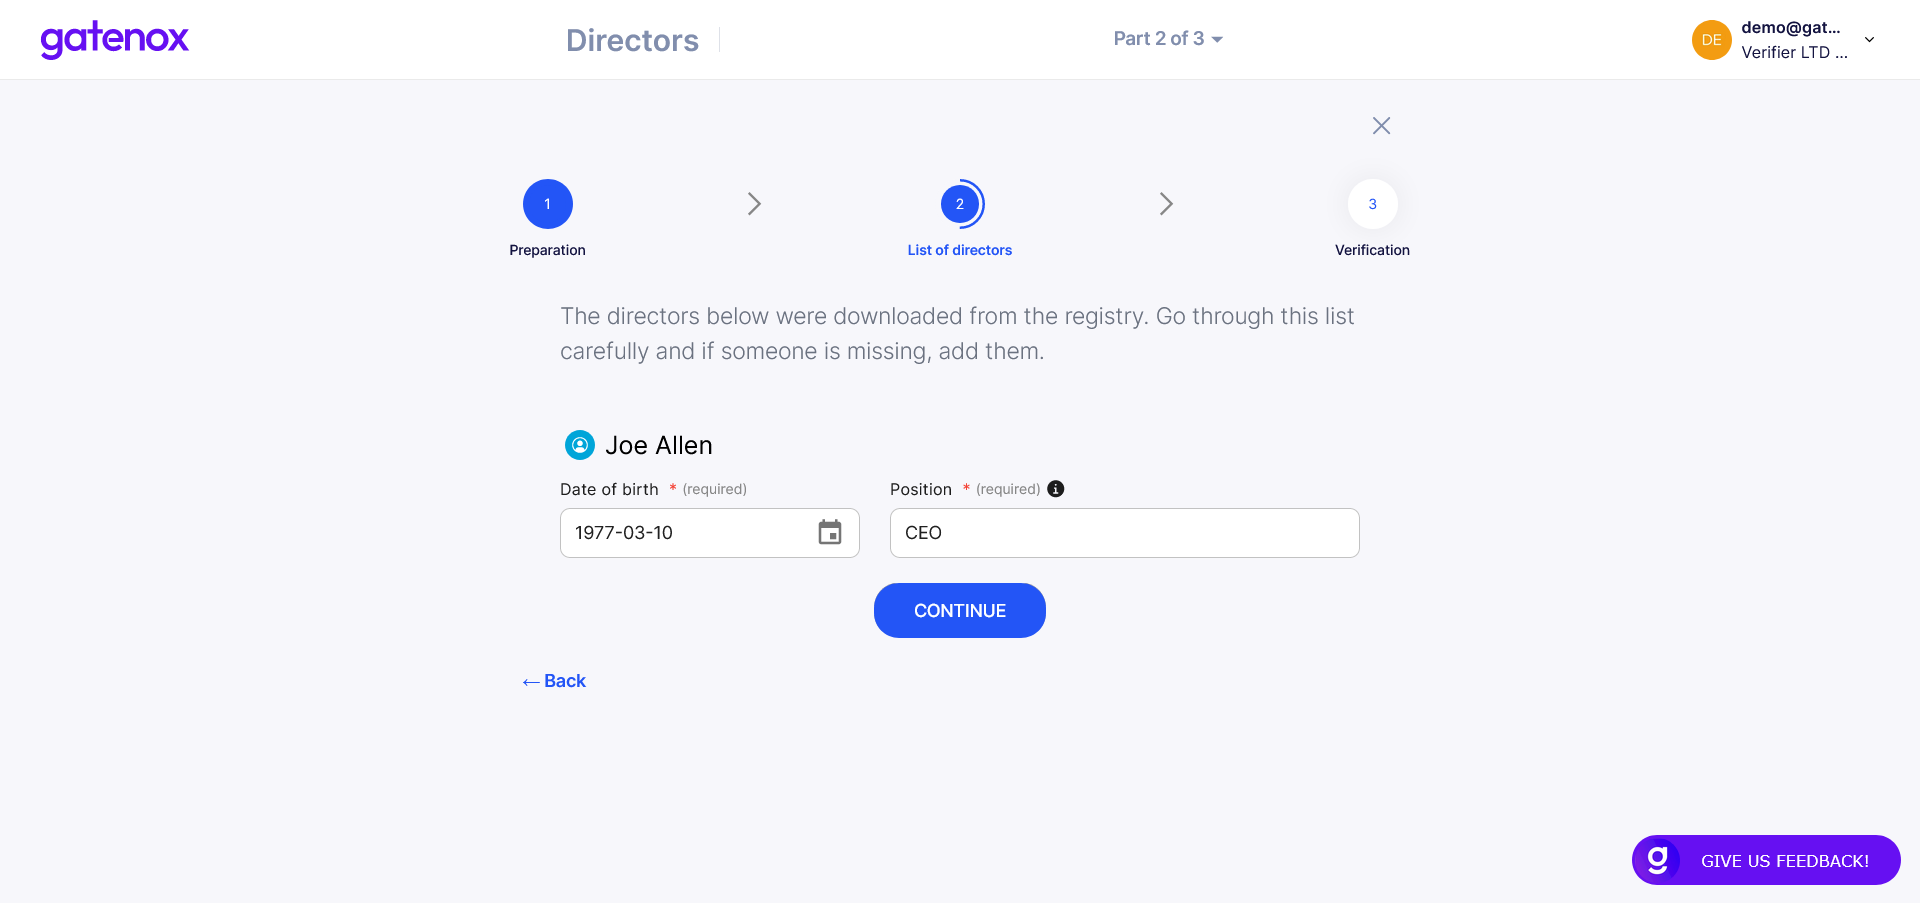 gatenox
Directors
Part 2 of 3
DE
demo@gat...
Verifier LTD ...
1
2
3
Preparation
List of directors
Verification
The directors below were downloaded from the registry. Go through this list
carefully and if someone is missing, add them.
Joe Allen
Date of birth * (required)
Position * (required)
1977-03-10
CEO
CONTINUE
← Back
g GIVE US FEEDBACK!